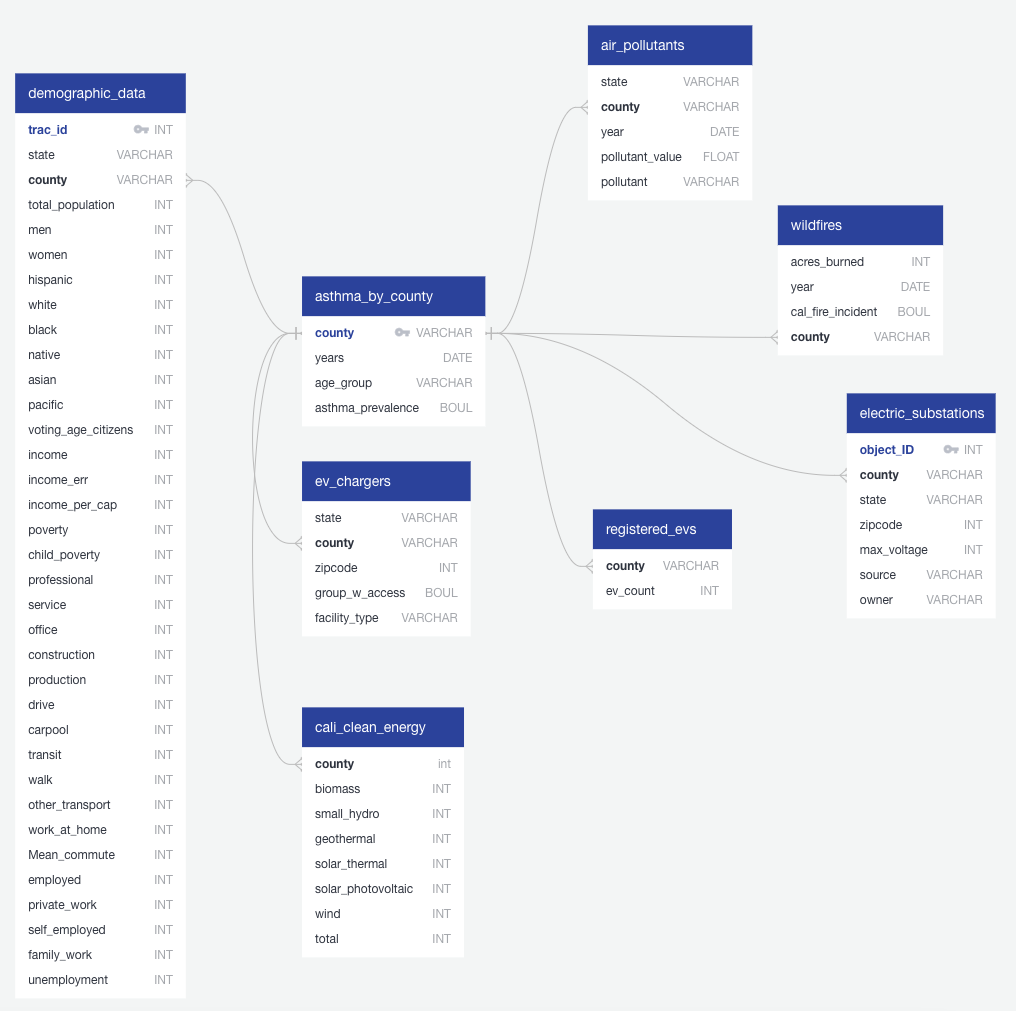 demographic_data
trac_id INT
state VARCHAR
county VARCHAR
total_population INT
men INT
women INT
hispanic INT
white INT
black INT
native INT
asian INT
pacific INT
voting_age_citizens INT
income INT
income_err INT
income_per_cap INT
poverty INT
child_poverty INT
professional INT
service INT
office INT
construction INT
production INT
drive INT
carpool INT
transit INT
walk INT
other_transport INT
work_at_home INT
Mean_commute INT
employed INT
private_work INT
self_employed INT
family_work INT
unemployment INT
asthma_by_county
county VARCHAR
years DATE
age_group VARCHAR
asthma_prevalence BOUL
ev_chargers
state VARCHAR
county VARCHAR
zipcode INT
group_w_access BOUL
facility_type VARCHAR
cali_clean_energy
county int
biomass INT
small_hydro INT
geothermal INT
solar_thermal INT
solar_photovoltaic INT
wind INT
total INT
air_pollutants
state VARCHAR
county VARCHAR
year DATE
pollutant_value FLOAT
pollutant VARCHAR
wildfires
acres_burned INT
year DATE
cal_fire_incident BOUL
county VARCHAR
electric_substations
object_ID INT
county VARCHAR
state VARCHAR
zipcode INT
max_voltage INT
source VARCHAR
owner VARCHAR
registered_evs
county VARCHAR
ev_count INT